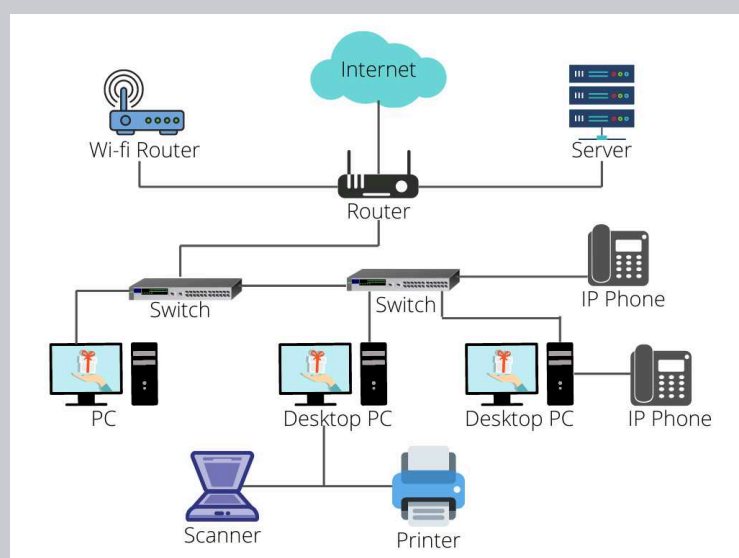 Internet
Wi-fi Router
Server
Router
Switch
Switch
IP Phone
PC
Desktop PC
Desktop PC
IP Phone
Scanner
Printer